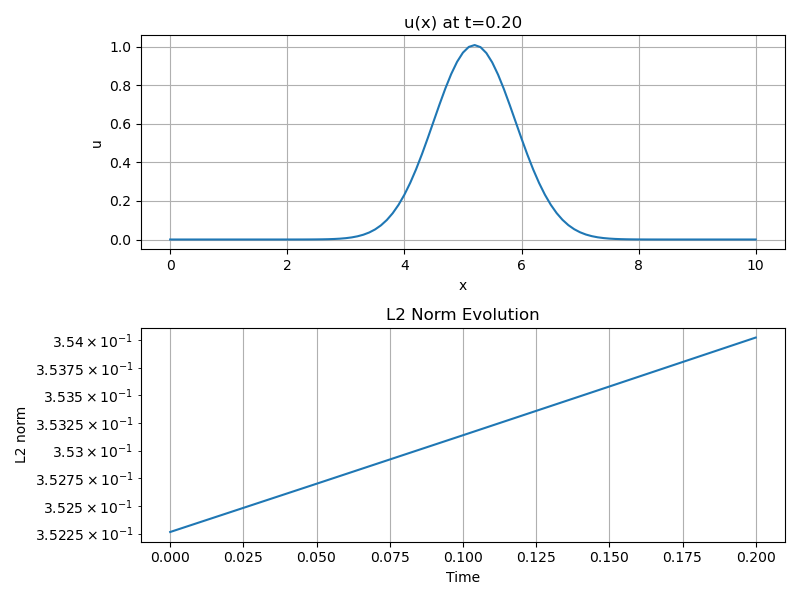 u(x) at t=0.20
1.0
0.8
0.6
0.4
0.2
0.0
u
0 2 4 6 8 10
x
L2 Norm Evolution
3.54 × 10⁻¹
3.5375 × 10⁻¹
3.535 × 10⁻¹
3.5325 × 10⁻¹
3.53 × 10⁻¹
3.5275 × 10⁻¹
3.525 × 10⁻¹
3.5225 × 10⁻¹
L2 norm
0.000 0.025 0.050 0.075 0.100 0.125 0.150 0.175 0.200
Time